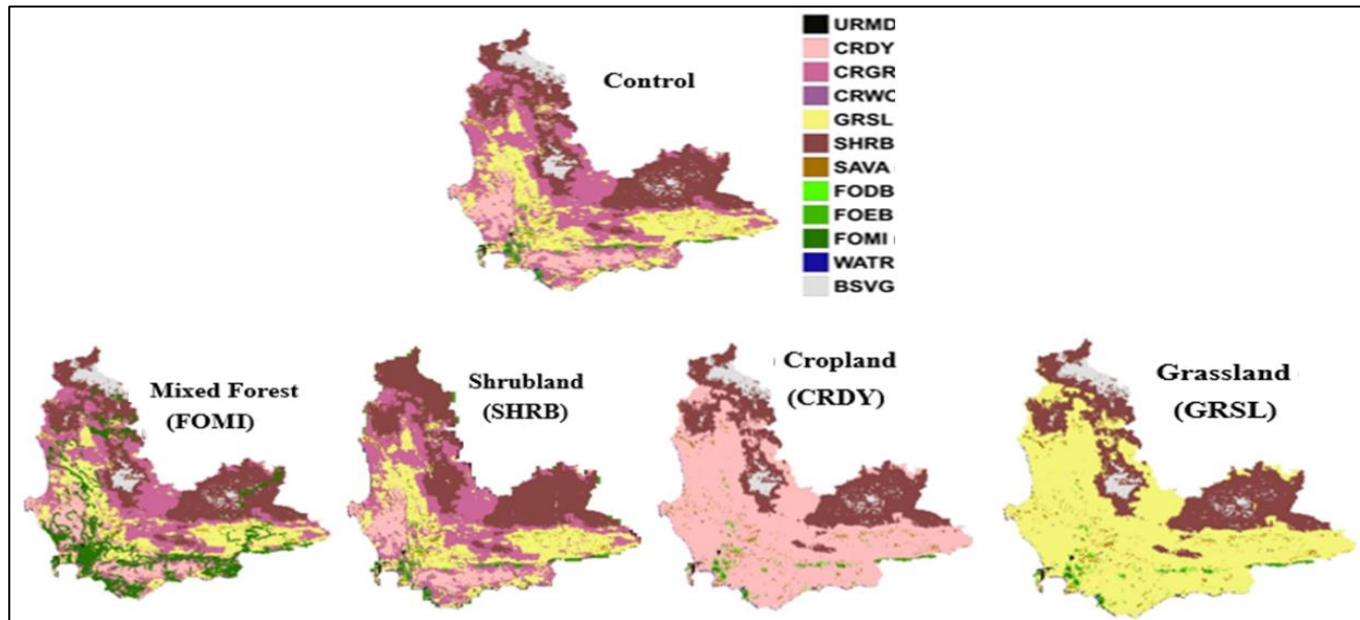 Control
URMD
CRDY
CRGR
CRWC
GRSL
SHRB
SAVA (
FODB
FOEB
FOMI (
WATR
BSVG
Mixed Forest
(FOMI)
Shrubland
(SHRB)
Cropland
(CRDY)
Grassland
(GRSL)